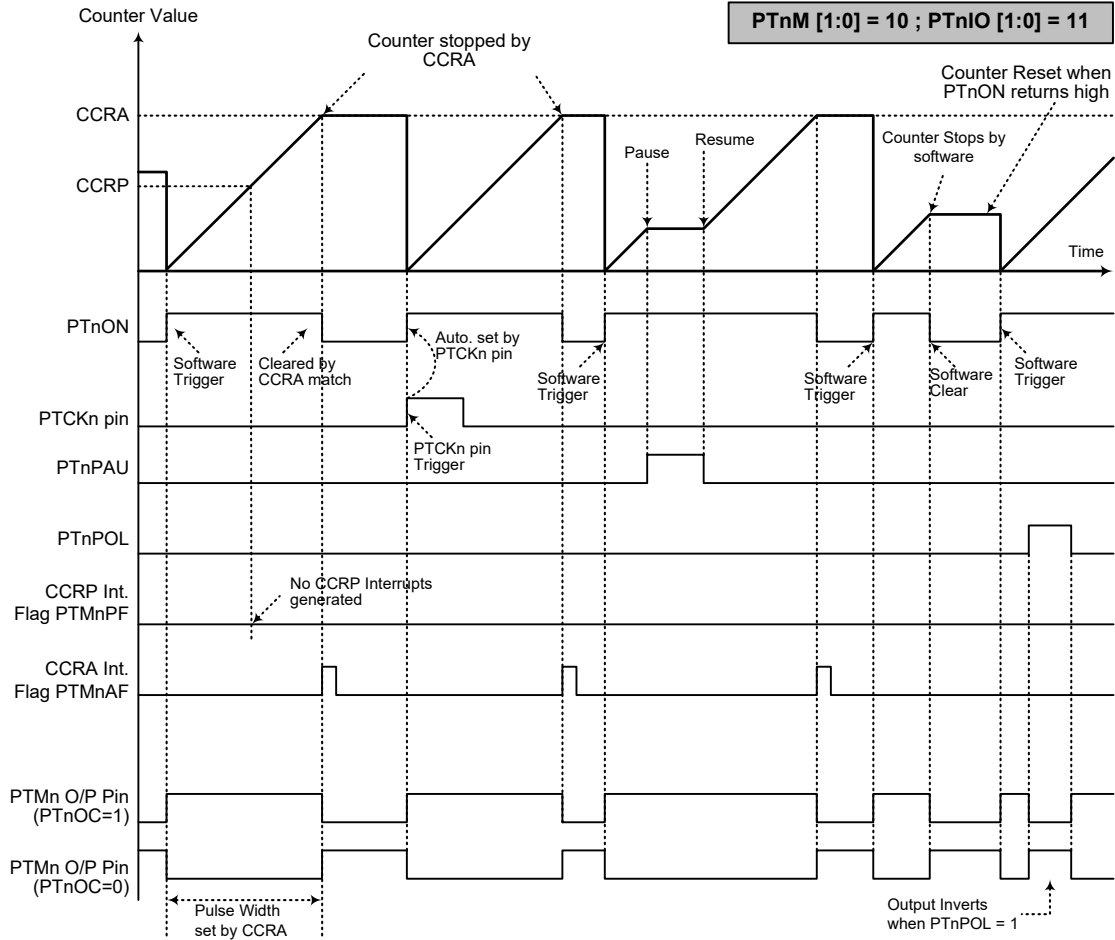 Counter Value
PTnM [1:0] = 10 ; PTnIO [1:0] = 11
Counter stopped by
CCRA
Counter Reset when
PTnON returns high
CCRA
Pause
Resume
Counter Stops by
software
CCRP
Time
PTnON
Software
Trigger
Cleared by
CCRA match
Auto. set by
PTCKn pin
Software
Trigger
Software
Trigger
Software
Clear
Software
Trigger
PTCKn pin
PTCKn pin
Trigger
PTnPAU
PTnPOL
CCRP Int.
Flag PTMnPF
No CCRP Interrupts
generated
CCRA Int.
Flag PTMnAF
PTMn O/P Pin
(PTnOC=1)
PTMn O/P Pin
(PTnOC=0)
Pulse Width
set by CCRA
Output Inverts
when PTnPOL = 1